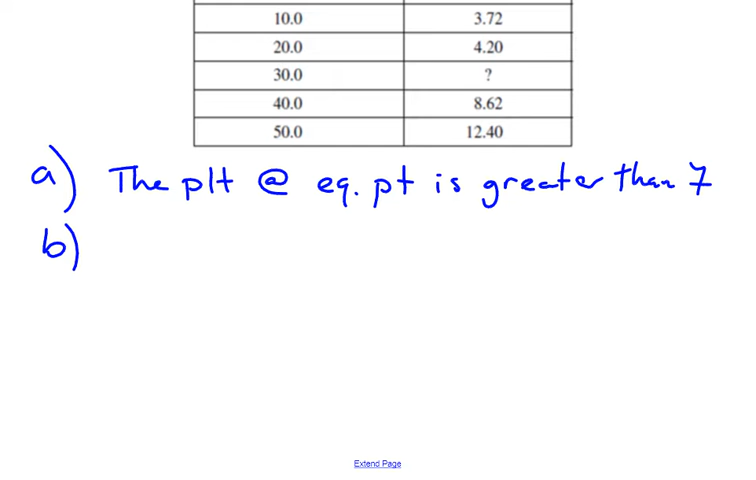 10.0 3.72
20.0 4.20
30.0 ?
40.0 8.62
50.0 12.40
a) The pH @ eq. pt is greater than 7
b)
Extend Page